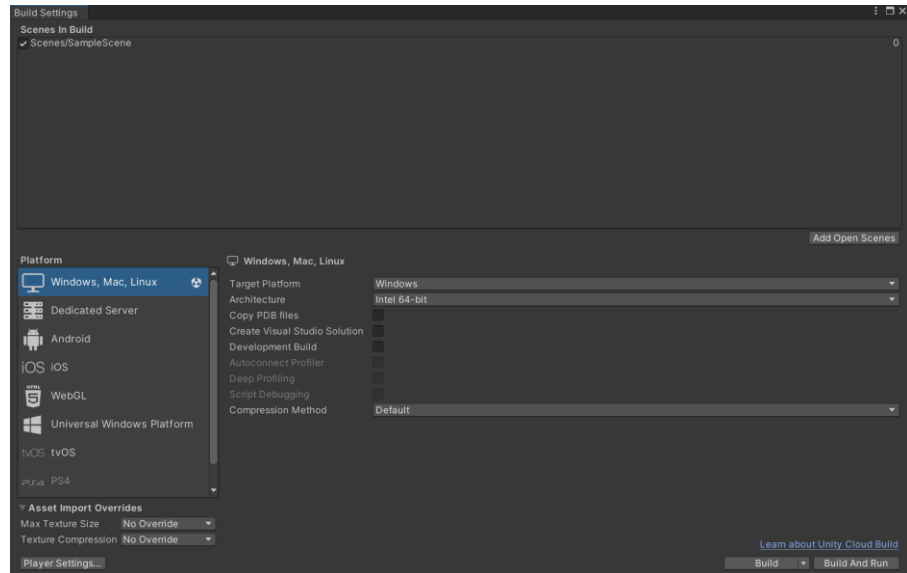 Build Settings
Scenes In Build
Scenes/SampleScene 0
Add Open Scenes
Platform
Windows, Mac, Linux
Dedicated Server
Android
iOS iOS
HTML 5 WebGL
Universal Windows Platform
tvOS tvOS
PS4 PS4
Windows, Mac, Linux
Target Platform Windows
Architecture Intel 64-bit
Copy PDB files
Create Visual Studio Solution
Development Build
Autoconnect Profiler
Deep Profiling
Script Debugging
Compression Method Default
Asset Import Overrides
Max Texture Size No Override
Texture Compression No Override
Learn about Unity Cloud Build
Player Settings... Build Build And Run